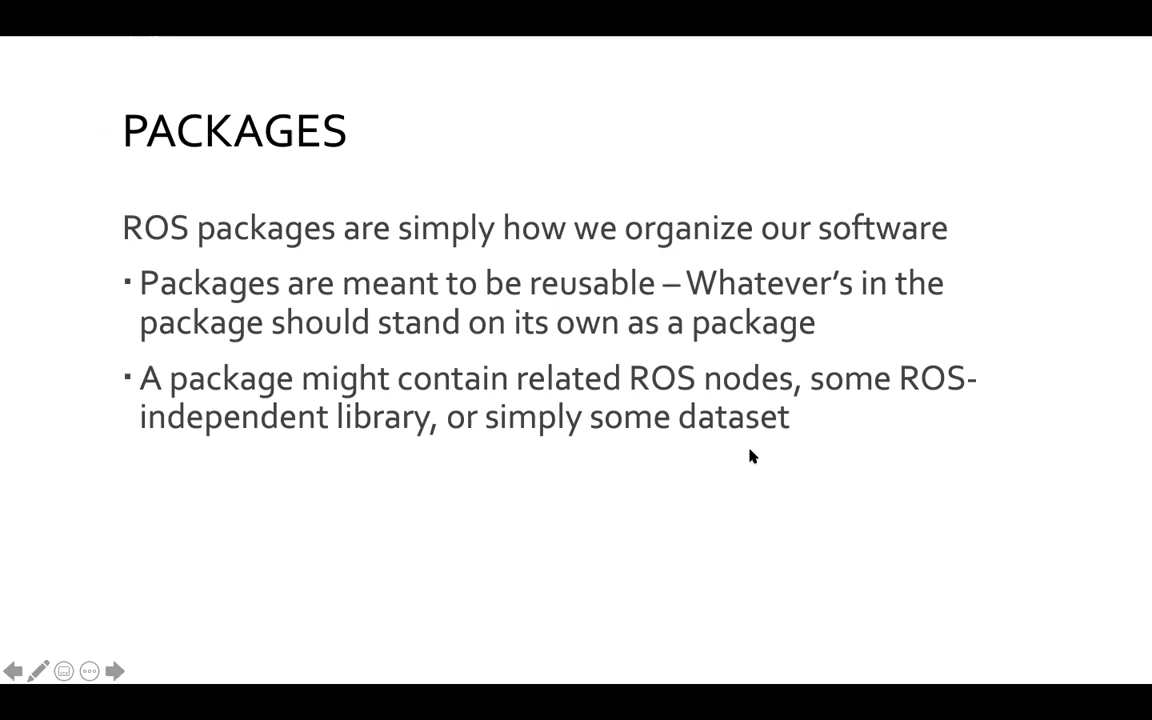 PACKAGES
ROS packages are simply how we organize our software
▪ Packages are meant to be reusable – Whatever’s in the
package should stand on its own as a package
▪ A package might contain related ROS nodes, some ROS-
independent library, or simply some dataset